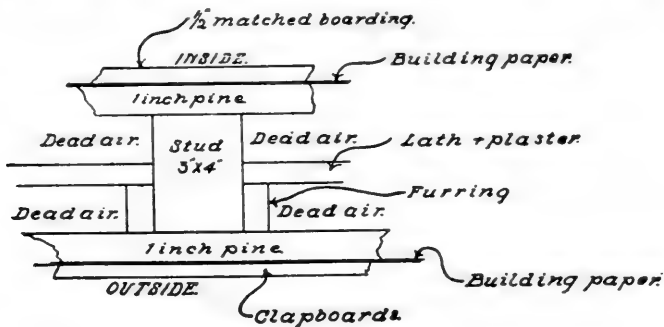 1/2" matched boarding.
INSIDE.
Building paper.
1 inch pine
Dead air.
Stud
3"X4"
Dead air.
Lath + plaster.
Furring
Dead air.
Dead air.
1 inch pine
OUTSIDE.
Building paper.
Clapboards.